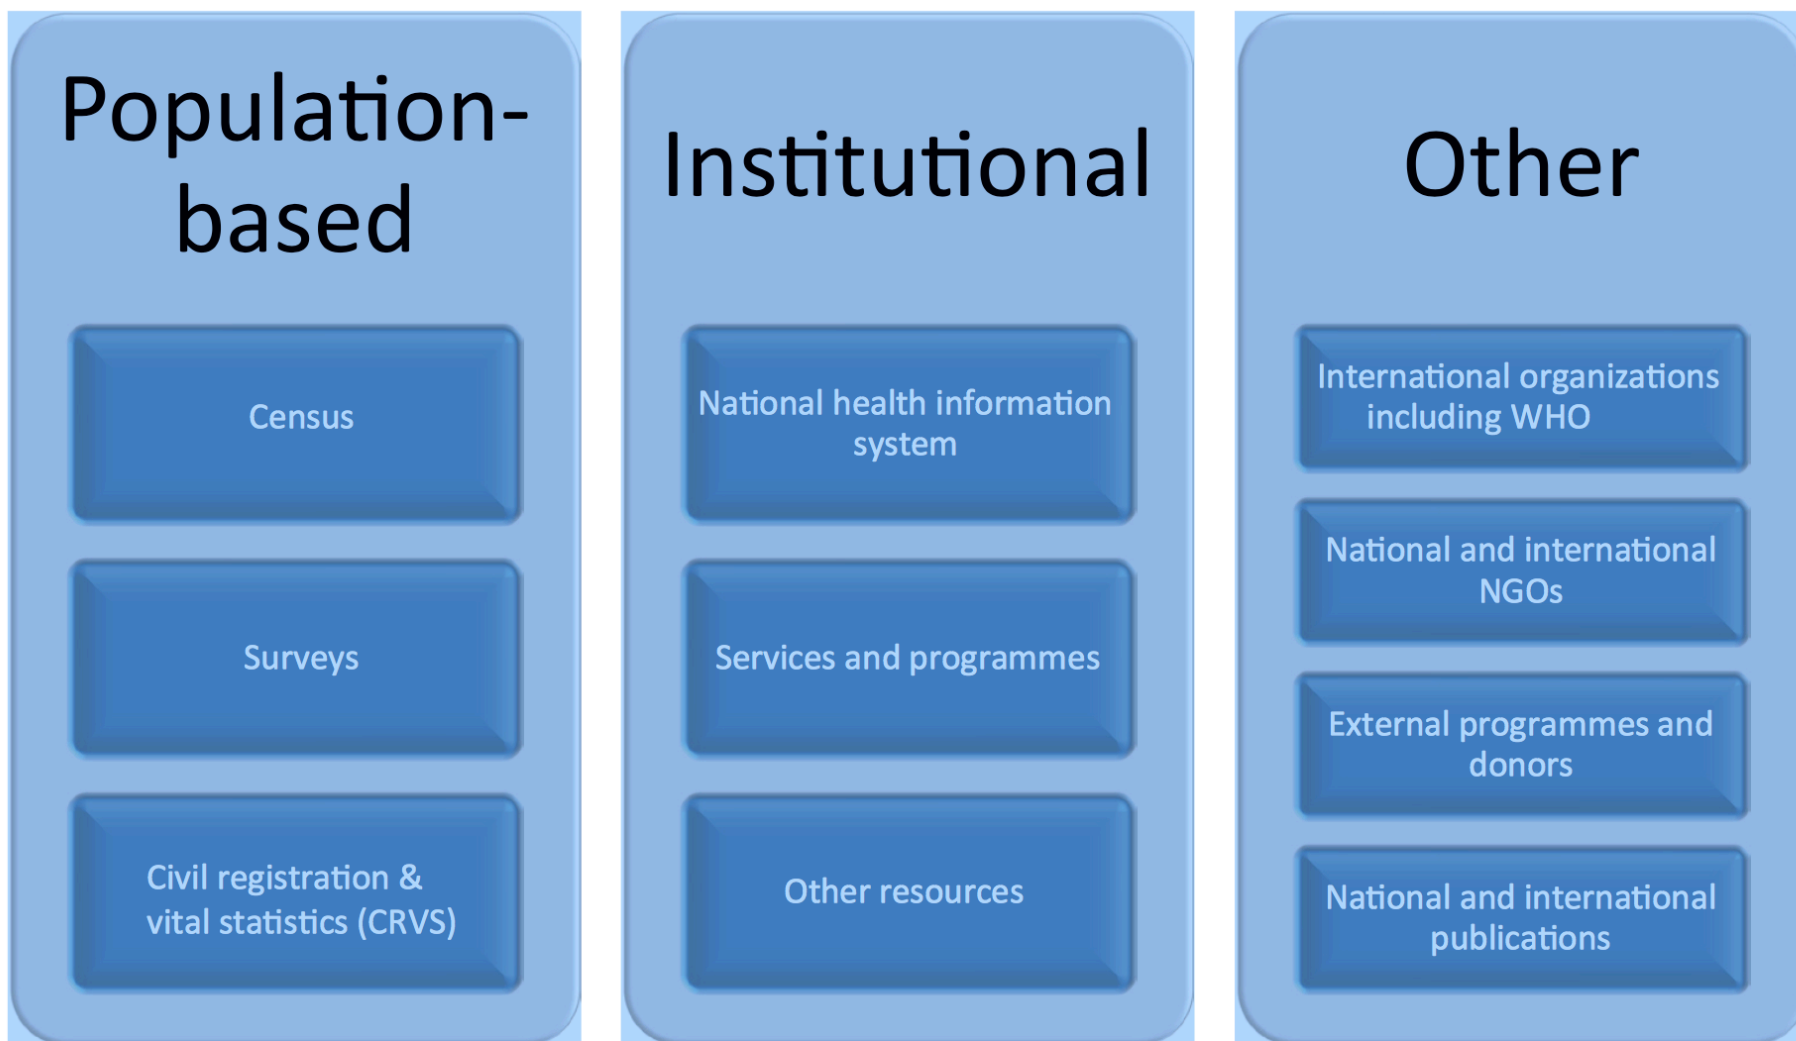 Population-
based
Census
Surveys
Civil registration &
vital statistics (CRVS)
Institutional
National health information
system
Services and programmes
Other resources
Other
International organizations
including WHO
National and international
NGOs
External programmes and
donors
National and international
publications